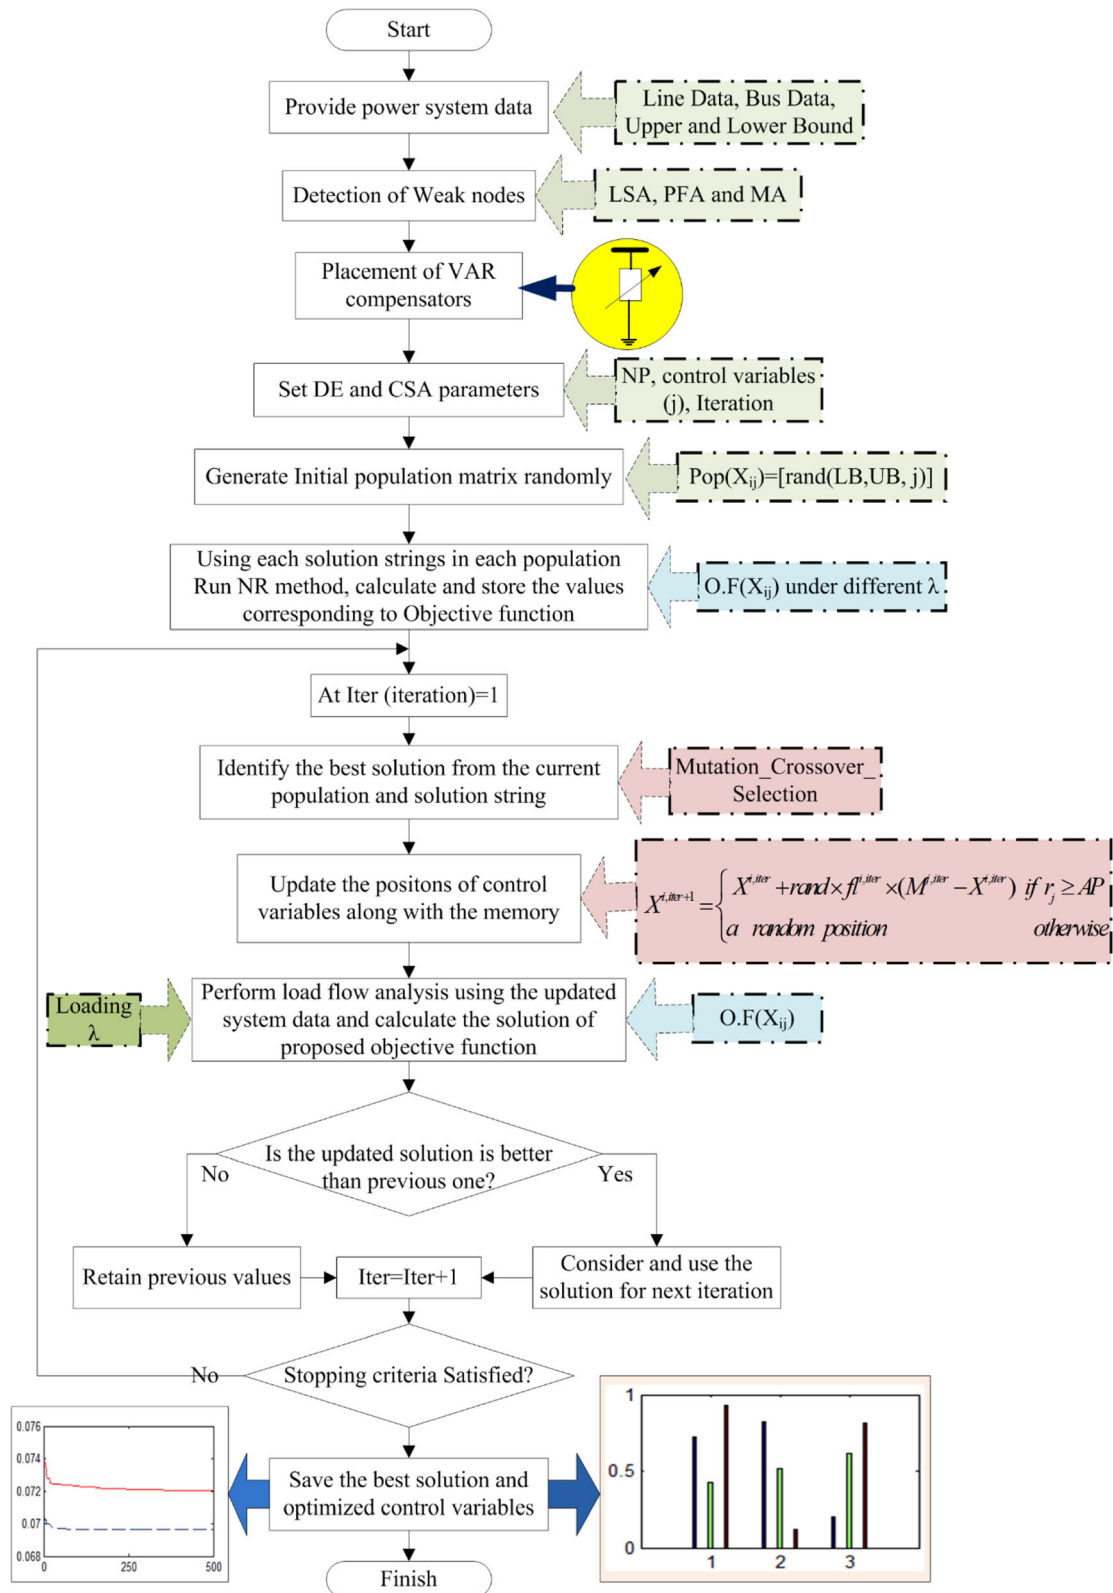 Start
Provide power system data
Line Data, Bus Data,
Upper and Lower Bound
Detection of Weak nodes
LSA, PFA and MA
Placement of VAR
compensators
Set DE and CSA parameters
NP, control variables
(j), Iteration
Generate Initial population matrix randomly
Pop(X_ij)=[rand(LB,UB, j)]
Using each solution strings in each population
Run NR method, calculate and store the values
corresponding to Objective function
O.F(X_ij) under different λ
At Iter (iteration)=1
Identify the best solution from the current
population and solution string
Mutation_Crossover_
Selection
Update the positons of control
variables along with the memory
X^{i,iter+1} = { X^{i,iter} + rand × fl^{i,iter} × (M^{j,iter} − X^{i,iter}) if r_j ≥ AP
a random position otherwise
Loading
λ
Perform load flow analysis using the updated
system data and calculate the solution of
proposed objective function
O.F(X_ij)
Is the updated solution is better
than previous one?
No
Yes
Retain previous values
Iter=Iter+1
Consider and use the
solution for next iteration
No
Stopping criteria Satisfied?
0.076
0.074
0.072
0.07
0.068
0
500
Save the best solution and
optimized control variables
1
0.5
0
1
2
3
Finish